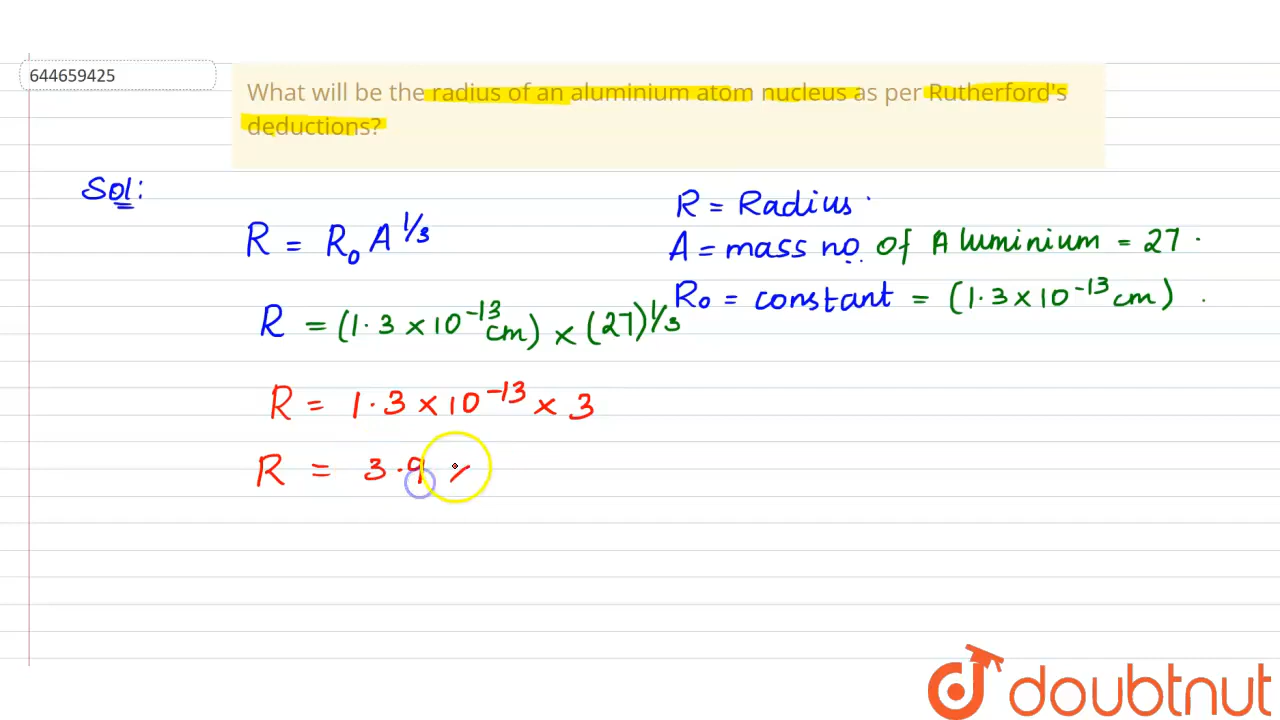 644659425
What will be the radius of an aluminium atom nucleus as per Rutherford's
deductions?
Sol:
R = Radius.
R = R₀ A^1/3
A = mass no. of Aluminium = 27.
R₀ = constant = (1.3 × 10⁻¹³ cm).
R = (1.3 × 10⁻¹³ cm) × (27)^1/3
R = 1.3 × 10⁻¹³ × 3
R = 3.9
doubtnut